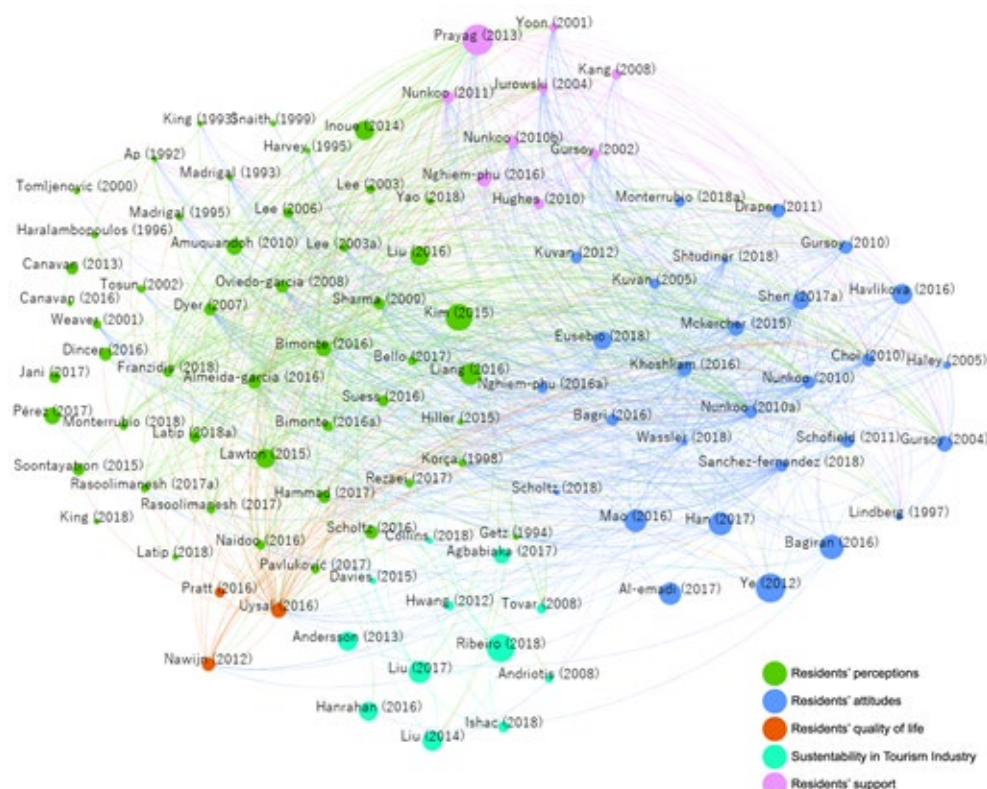 Yoon (2001)
Prayag (2013)
Kang (2008)
Jurowski (2004)
Nunkoo (2011)
King (1993)
Snaith (1999)
Inoue (2014)
Harvey (1995)
Nunkoo (2010b)
Gursoy (2002)
Ap (1992)
Madrigal (1993)
Nghiem-phu (2016)
Tomljenovic (2000)
Lee (2003)
Yao (2018)
Hughes (2010)
Monterrubio (2018a)
Draper (2011)
Madrigal (1995)
Lee (2006)
Haralambopoulos (1996)
Amuquandoh (2010)
Lee (2003a)
Liu (2016)
Kuvan (2012)
Shtudiner (2018)
Gursoy (2010)
Canavan (2013)
Tosun (2002)
Oviedo-garcia (2008)
Kuvan (2005)
Shen (2017a)
Havlikova (2016)
Canavan (2016)
Dyer (2007)
Sharma (2009)
Kim (2015)
Mckercher (2015)
Weaver (2001)
Eusebio (2018)
Dincer (2016)
Bimonte (2016)
Bello (2017)
Khoshkam (2016)
Choi (2010)
Haley (2005)
Jani (2017)
Franzidis (2018)
Almeida-garcia (2016)
Liang (2016)
Nghiem-phu (2016a)
Nunkoo (2010)
Suess (2016)
Pérez (2017)
Monterrubio (2018)
Bimonte (2016a)
Hiller (2015)
Bagri (2016)
Nunkoo (2010a)
Latip (2018a)
Wassler (2018)
Schofield (2011)
Gursoy (2004)
Lawton (2015)
Korça (1998)
Soontayatron (2015)
Sanchez-fernandez (2018)
Rasoolimanesh (2017a)
Rezaei (2017)
Scholtz (2018)
Rasoolimanesh (2017)
Hammad (2017)
Lindberg (1997)
King (2018)
Mao (2016)
Han (2017)
Scholtz (2016)
Collins (2018)
Getz (1994)
Naidoo (2016)
Agbabiaka (2017)
Bagiran (2016)
Latip (2018)
Pavluković (2017)
Davies (2015)
Pratt (2016)
Al-emadi (2017)
Ye (2012)
Uysal (2016)
Hwang (2012)
Tovar (2008)
Andersson (2013)
Ribeiro (2018)
Nawijn (2012)
Liu (2017)
Andriotis (2008)
Hanrahan (2016)
Ishac (2018)
Liu (2014)
Residents' perceptions
Residents' attitudes
Residents' quality of life
Sustentability in Tourism Industry
Residents' support